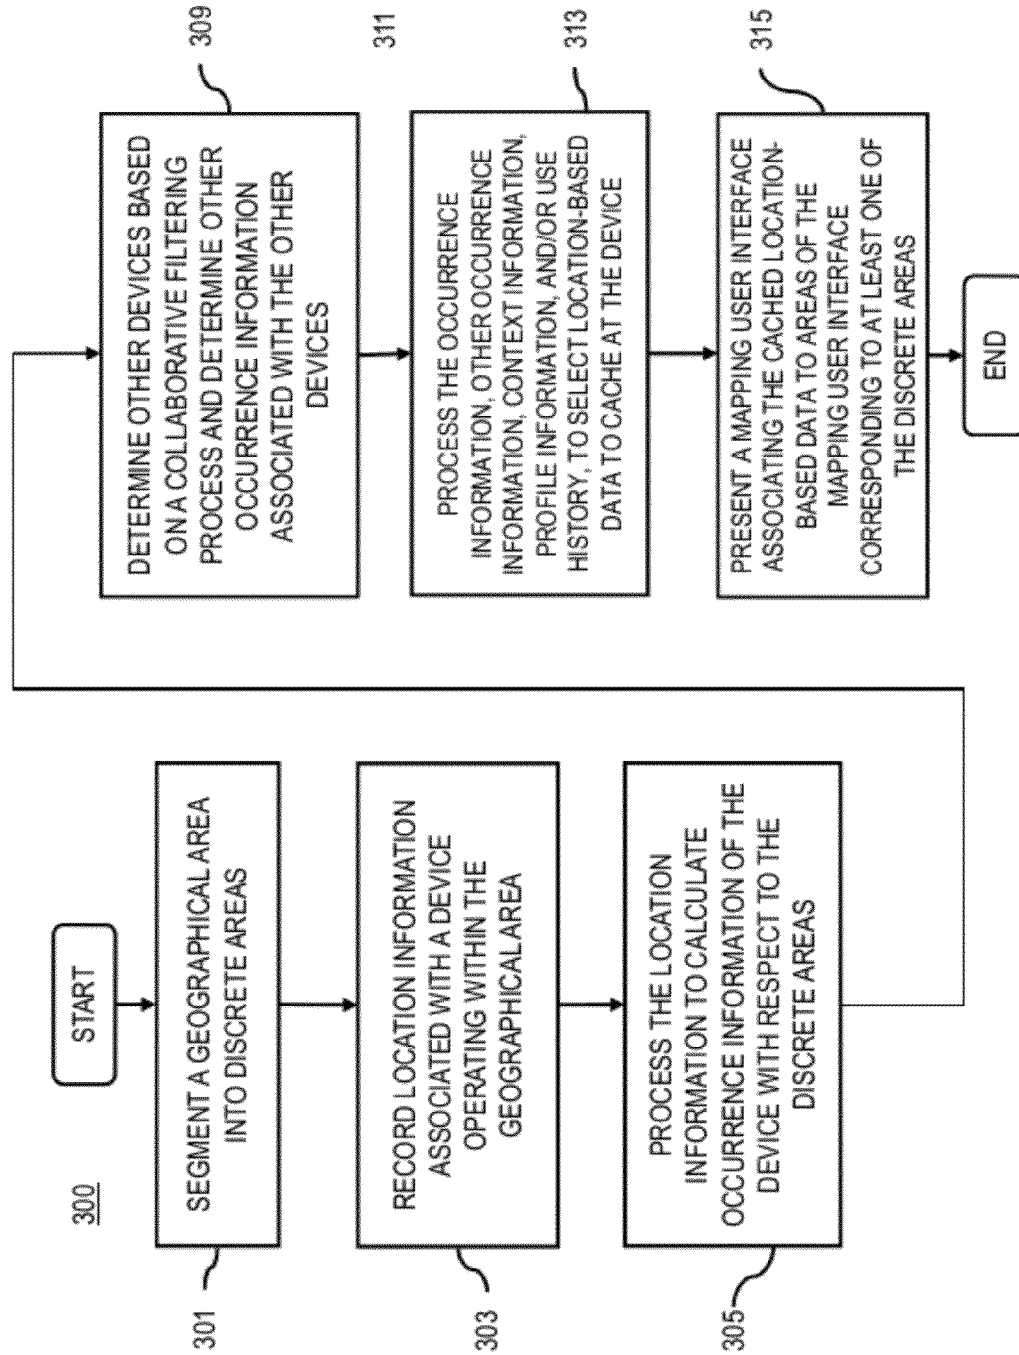 300
START
301
SEGMENT A GEOGRAPHICAL AREA
INTO DISCRETE AREAS
303
RECORD LOCATION INFORMATION
ASSOCIATED WITH A DEVICE
OPERATING WITHIN THE
GEOGRAPHICAL AREA
305
PROCESS THE LOCATION
INFORMATION TO CALCULATE
OCCURRENCE INFORMATION OF THE
DEVICE WITH RESPECT TO THE
DISCRETE AREAS
309
DETERMINE OTHER DEVICES BASED
ON A COLLABORATIVE FILTERING
PROCESS AND DETERMINE OTHER
OCCURRENCE INFORMATION
ASSOCIATED WITH THE OTHER
DEVICES
311
313
PROCESS THE OCCURRENCE
INFORMATION, OTHER OCCURRENCE
INFORMATION, CONTEXT INFORMATION,
PROFILE INFORMATION, AND/OR USE
HISTORY, TO SELECT LOCATION-BASED
DATA TO CACHE AT THE DEVICE
315
PRESENT A MAPPING USER INTERFACE
ASSOCIATING THE CACHED LOCATION-
BASED DATA TO AREAS OF THE
MAPPING USER INTERFACE
CORRESPONDING TO AT LEAST ONE OF
THE DISCRETE AREAS
END